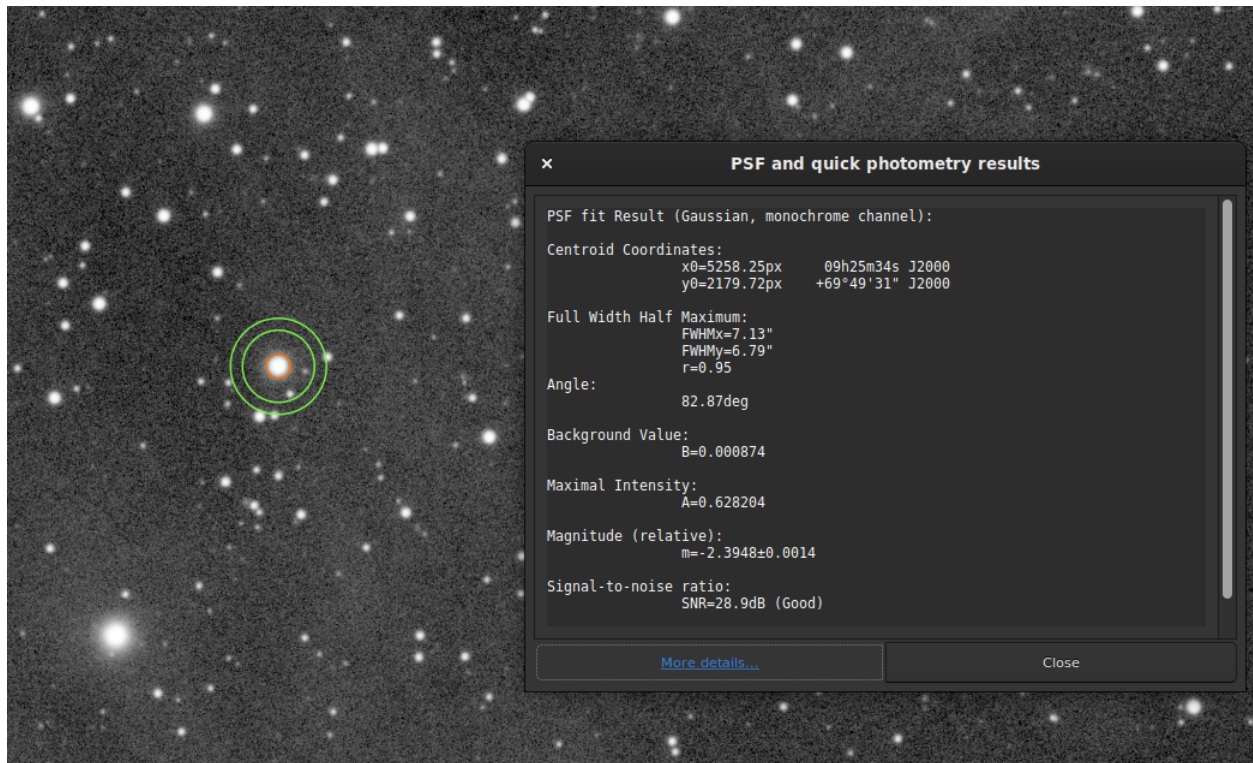 × PSF and quick photometry results
PSF fit Result (Gaussian, monochrome channel):
Centroid Coordinates:
x0=5258.25px 09h25m34s J2000
y0=2179.72px +69°49'31" J2000
Full Width Half Maximum:
FWHMx=7.13"
FWHMy=6.79"
r=0.95
Angle:
82.87deg
Background Value:
B=0.000874
Maximal Intensity:
A=0.628204
Magnitude (relative):
m=-2.3948±0.0014
Signal-to-noise ratio:
SNR=28.9dB (Good)
More details... Close